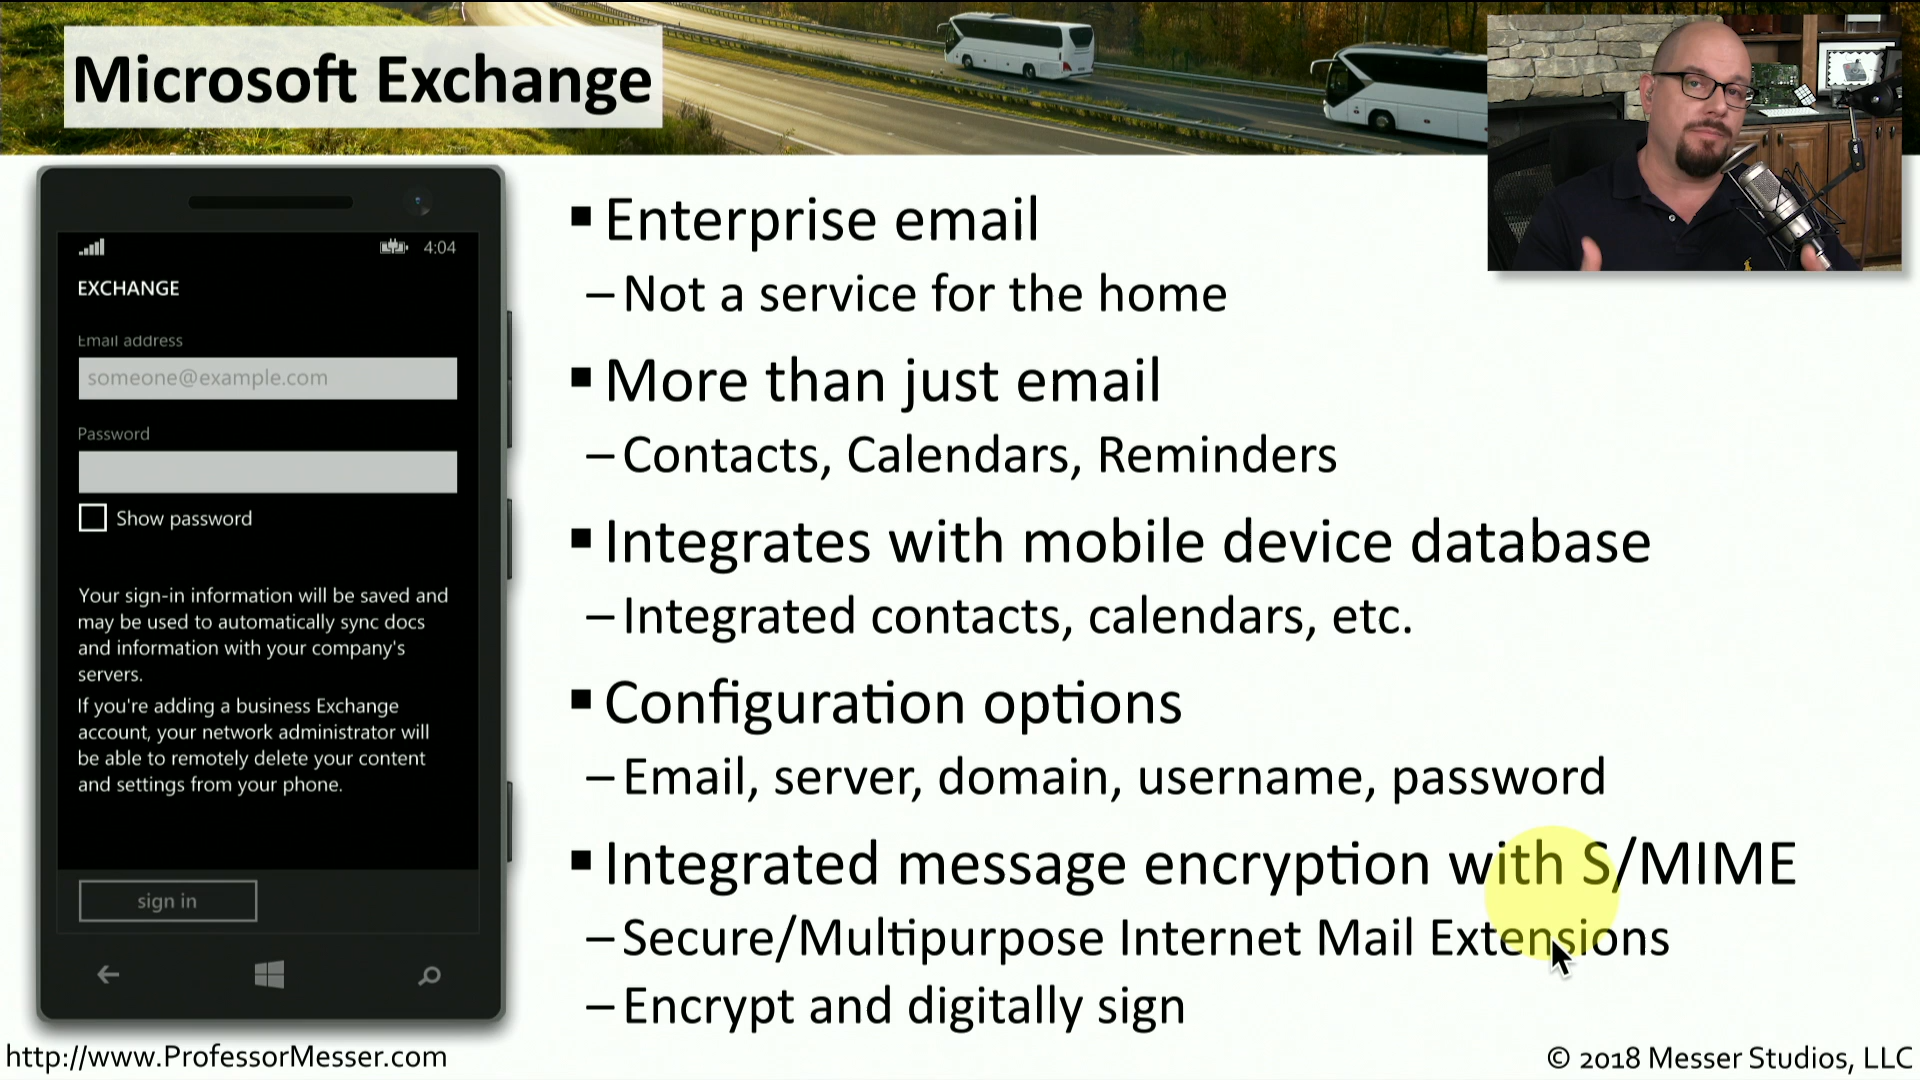 Microsoft Exchange
4:04
EXCHANGE
Email address
someone@example.com
Password
Show password
Your sign-in information will be saved and
may be used to automatically sync docs
and information with your company's
servers.
If you're adding a business Exchange
account, your network administrator will
be able to remotely delete your content
and settings from your phone.
sign in
▪ Enterprise email
– Not a service for the home
▪ More than just email
– Contacts, Calendars, Reminders
▪ Integrates with mobile device database
– Integrated contacts, calendars, etc.
▪ Configuration options
– Email, server, domain, username, password
▪ Integrated message encryption with S/MIME
– Secure/Multipurpose Internet Mail Extensions
– Encrypt and digitally sign
http://www.ProfessorMesser.com
© 2018 Messer Studios, LLC